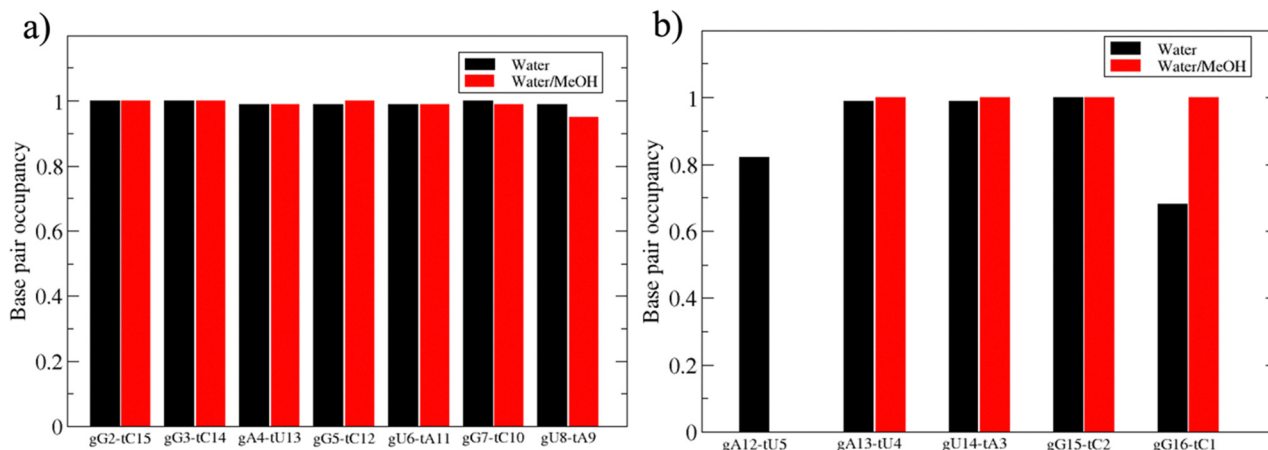 a)
Water
Water/MeOH
Base pair occupancy
1
0.8
0.6
0.4
0.2
0
gG2-tC15 gG3-tC14 gA4-tU13 gG5-tC12 gU6-tA11 gG7-tC10 gU8-tA9
b)
Water
Water/MeOH
Base pair occupancy
1
0.8
0.6
0.4
0.2
0
gA12-tU5 gA13-tU4 gU14-tA3 gG15-tC2 gG16-tC1